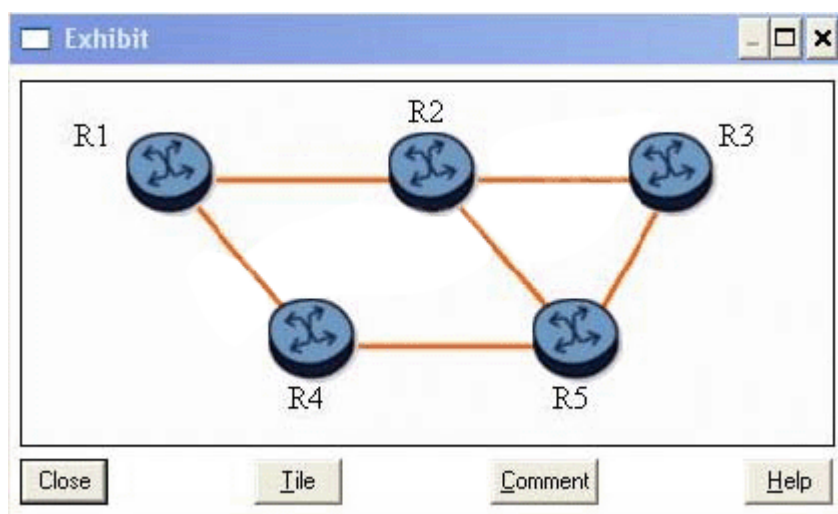 Exhibit
R1
R2
R3
R4
R5
Close
Tile
Comment
Help